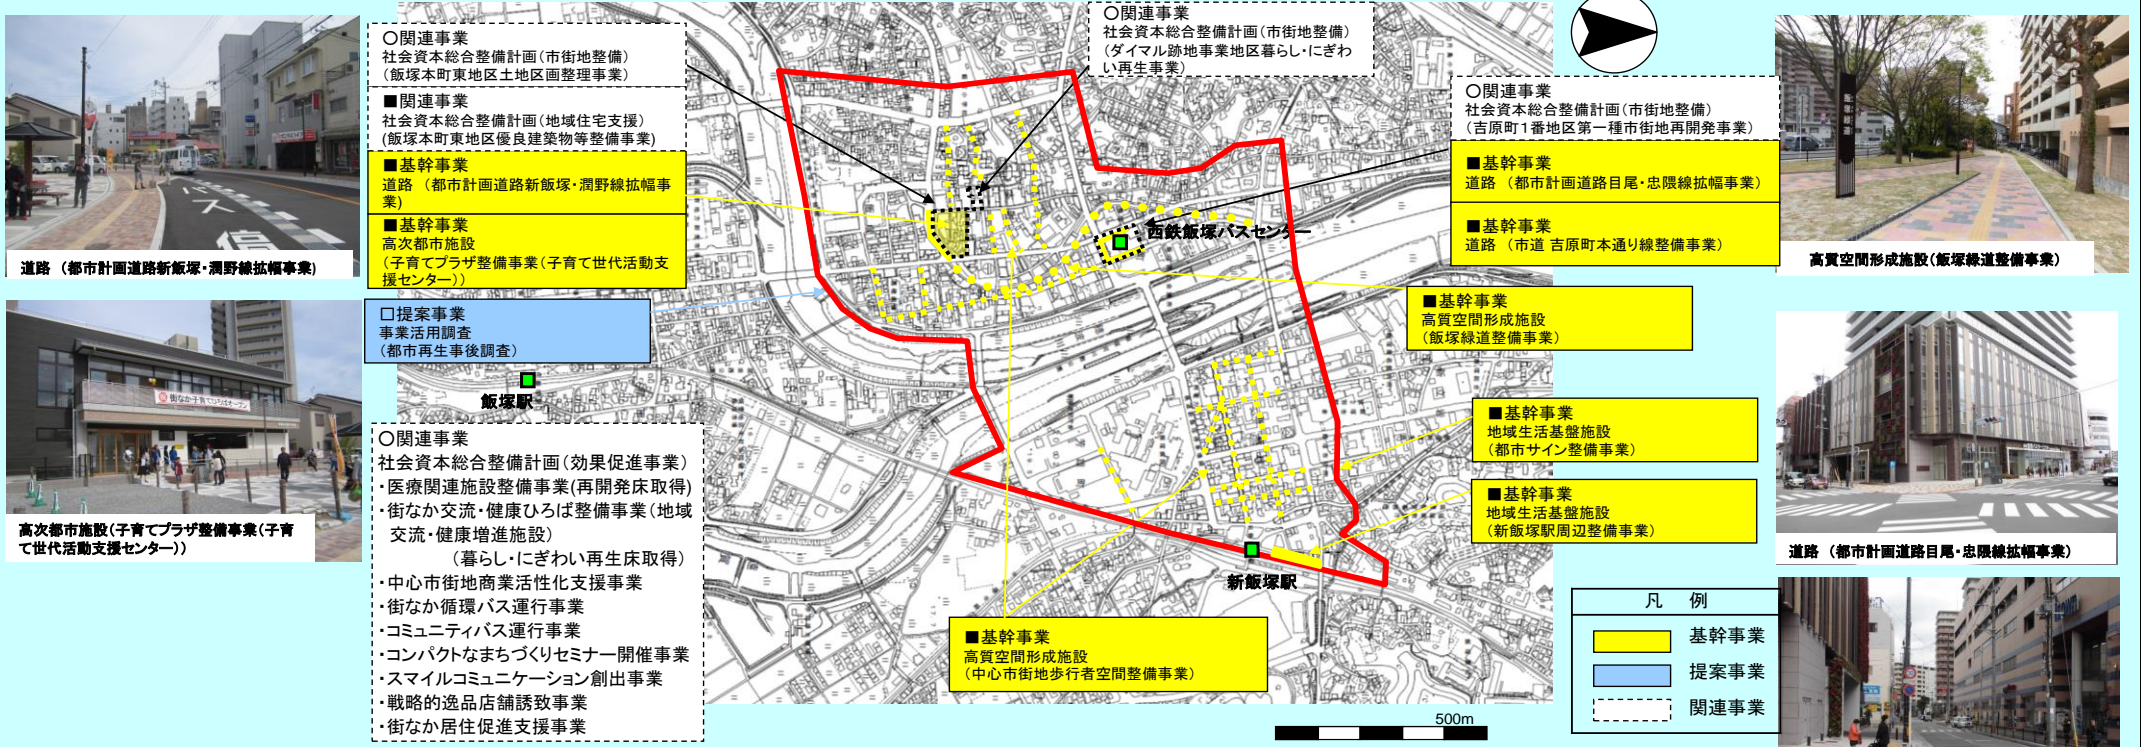 ○関連事業
社会資本総合整備計画(市街地整備)
(飯塚本町東地区土地区画整理事業)
■関連事業
社会資本総合整備計画(地域住宅支援)
(飯塚本町東地区優良建築物等整備事業)
■基幹事業
道路 (都市計画道路新飯塚・潤野線拡幅事
業)
■基幹事業
高次都市施設
(子育てプラザ整備事業(子育て世代活動支
援センター))
□提案事業
事業活用調査
(都市再生事後調査)
○関連事業
社会資本総合整備計画(市街地整備)
(ダイマル跡地事業地区暮らし・にぎわ
い再生事業)
○関連事業
社会資本総合整備計画(市街地整備)
(吉原町1番地区第一種市街地再開発事業)
■基幹事業
道路 (都市計画道路目尾・忠隈線拡幅事業)
■基幹事業
道路 (市道 吉原町本通り線整備事業)
■基幹事業
高質空間形成施設
(飯塚緑道整備事業)
■基幹事業
地域生活基盤施設
(都市サイン整備事業)
■基幹事業
地域生活基盤施設
(新飯塚駅周辺整備事業)
■基幹事業
高質空間形成施設
(中心市街地歩行者空間整備事業)
西鉄飯塚バスセンター
飯塚駅
新飯塚駅
○関連事業
社会資本総合整備計画(効果促進事業)
・医療関連施設整備事業(再開発床取得)
・街なか交流・健康ひろば整備事業(地域
交流・健康増進施設)
(暮らし・にぎわい再生床取得)
・中心市街地商業活性化支援事業
・街なか循環バス運行事業
・コミュニティバス運行事業
・コンパクトなまちづくりセミナー開催事業
・スマイルコミュニケーション創出事業
・戦略的逸品店舗誘致事業
・街なか居住促進支援事業
道路 (都市計画道路新飯塚・潤野線拡幅事業)
バス停
街なか子育てひろばオープン
高次都市施設(子育てプラザ整備事業(子育
て世代活動支援センター))
飯塚緑道
高質空間形成施設(飯塚緑道整備事業)
道路 (都市計画道路目尾・忠隈線拡幅事業)
凡 例
基幹事業
提案事業
関連事業
500m